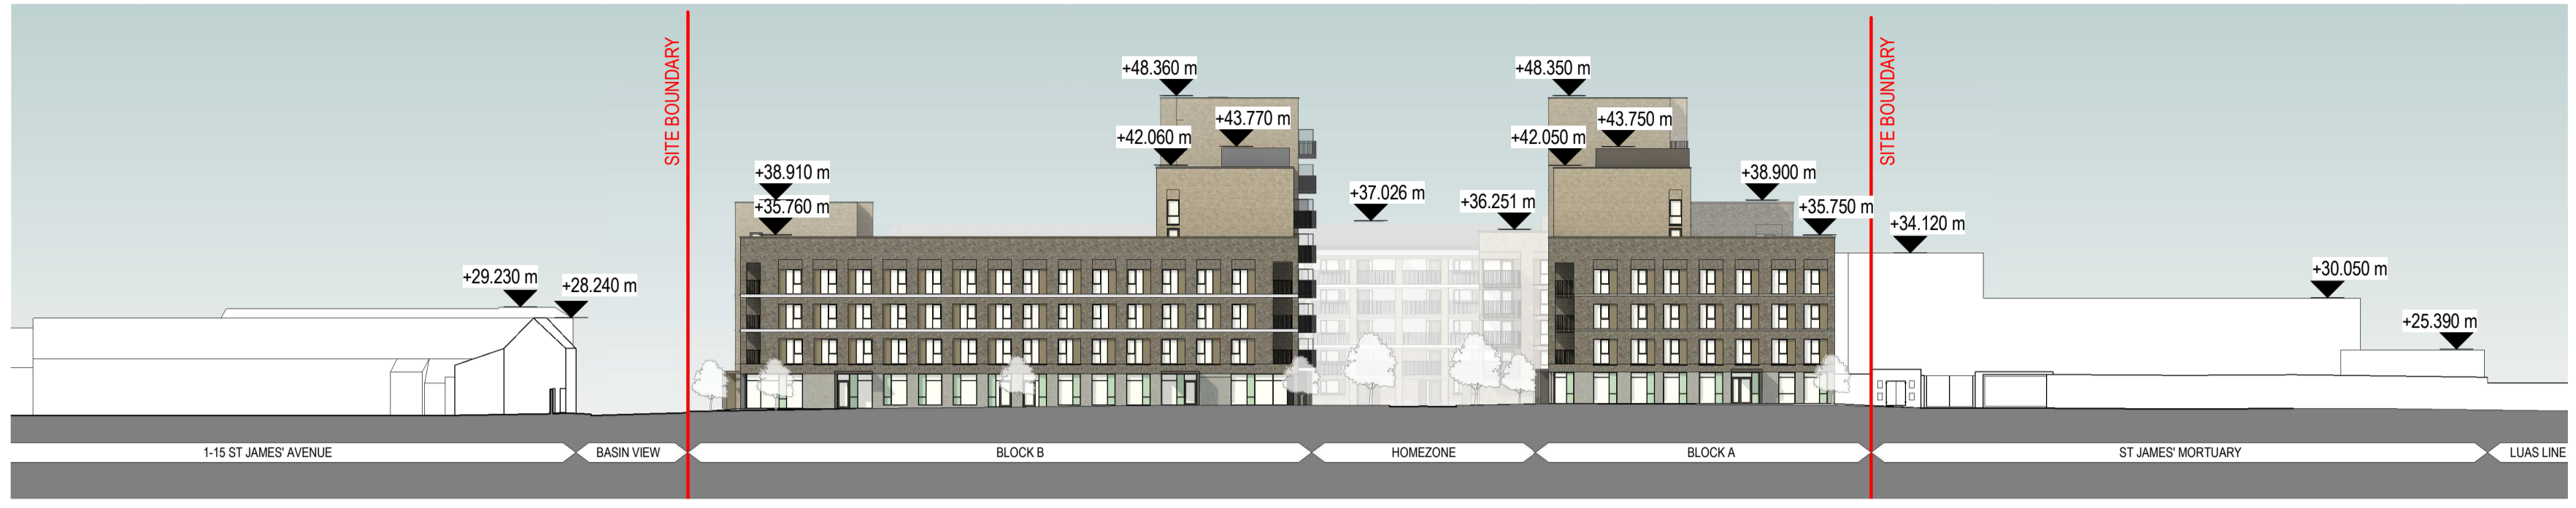 SITE BOUNDARY
SITE BOUNDARY
+48.360 m
+48.350 m
+43.770 m
+43.750 m
+42.060 m
+42.050 m
+38.910 m
+38.900 m
+37.026 m
+36.251 m
+35.760 m
+35.750 m
+34.120 m
+29.230 m
+28.240 m
+30.050 m
+25.390 m
1-15 ST JAMES' AVENUE
BASIN VIEW
BLOCK B
HOMEZONE
BLOCK A
ST JAMES' MORTUARY
LUAS LINE